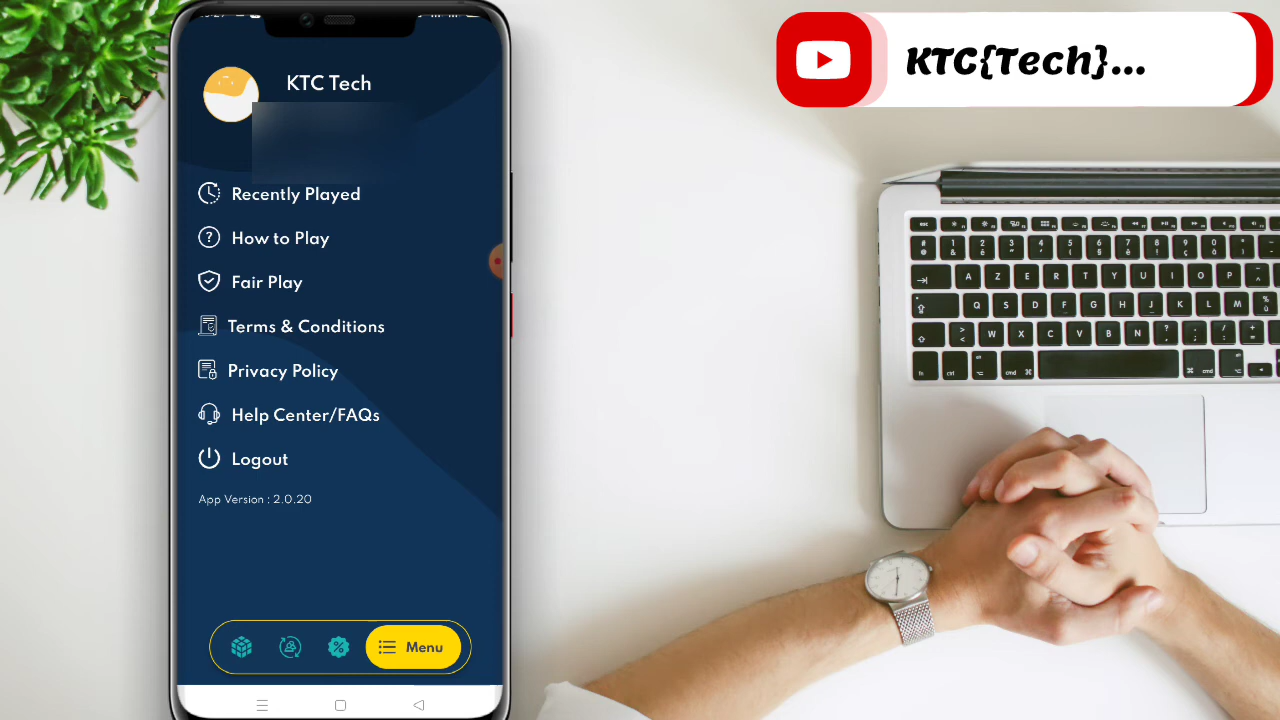 KTC{Tech}...
KTC Tech
Recently Played
How to Play
Fair Play
Terms & Conditions
Privacy Policy
Help Center/FAQs
Logout
App Version : 2.0.20
Menu